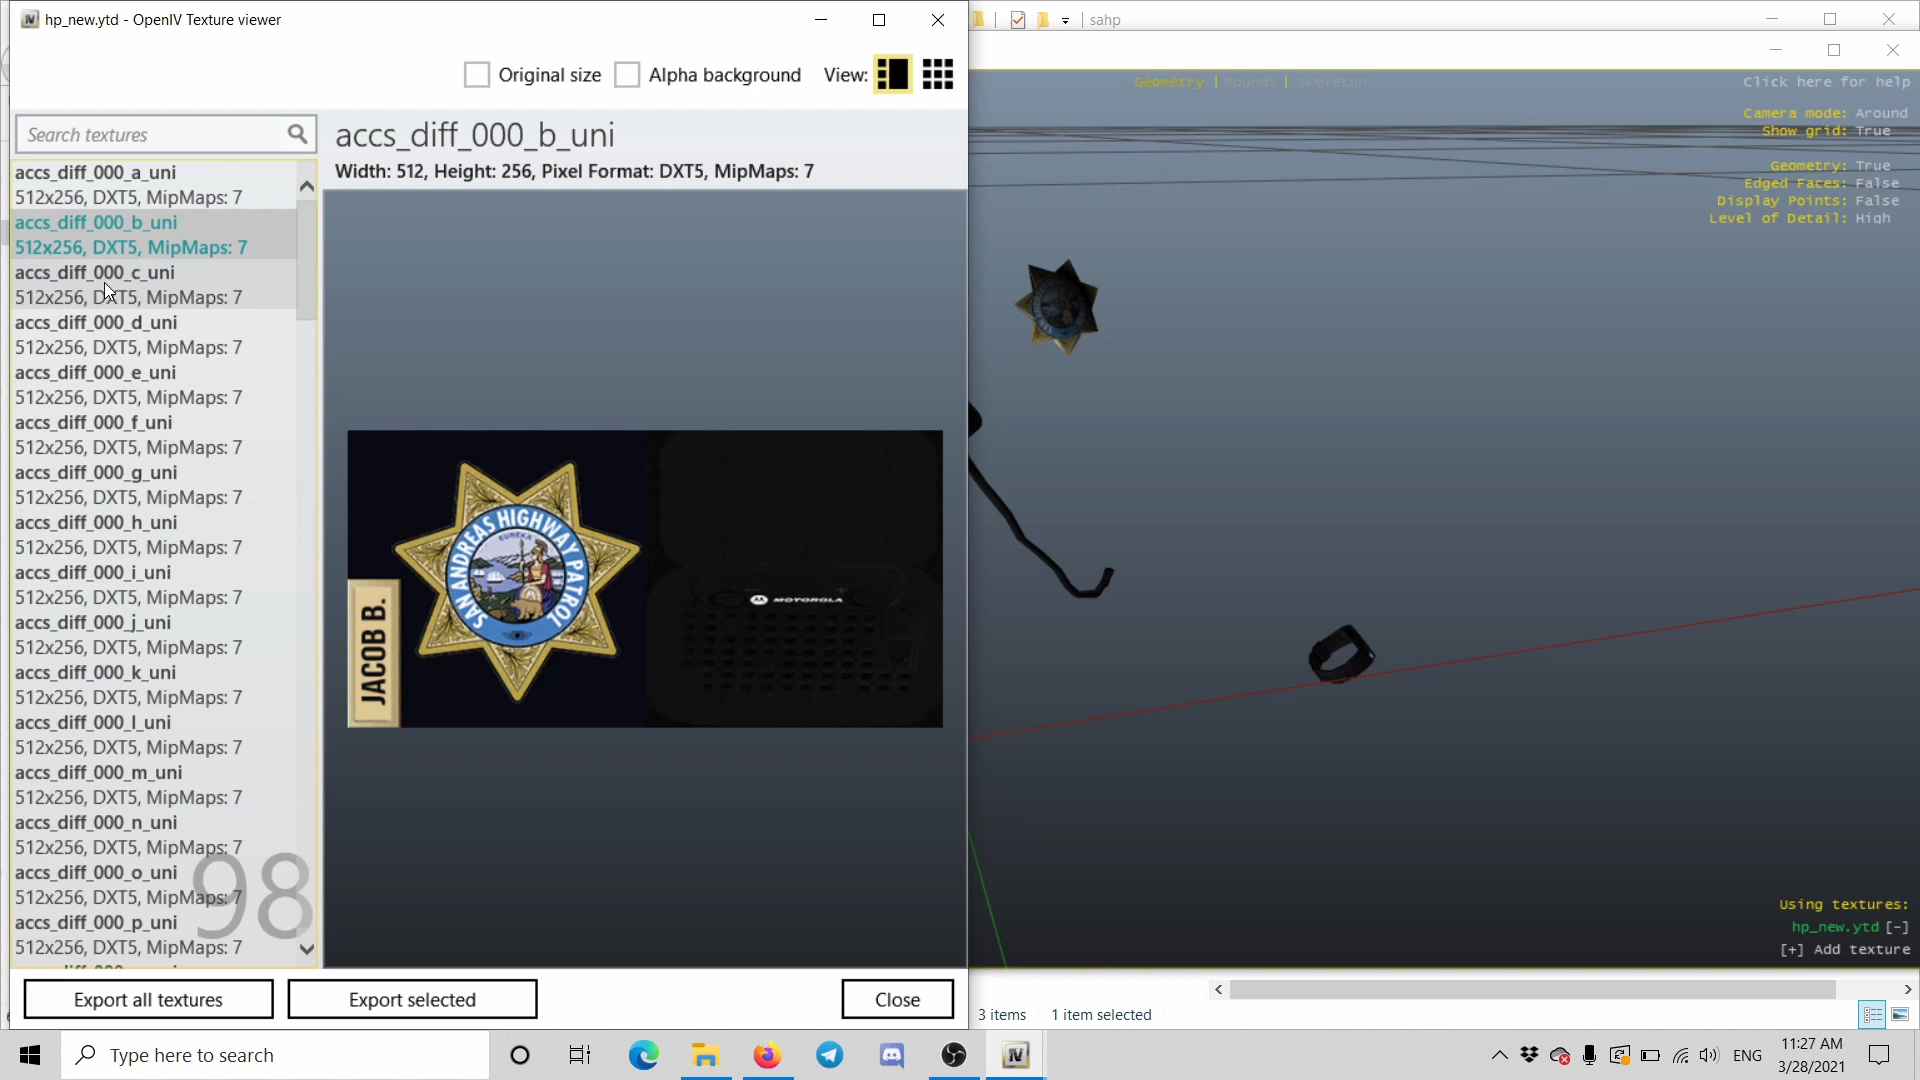 hp_new.ytd - OpenIV Texture viewer
Original size
Alpha background
View:
Search textures
accs_diff_000_a_uni
512x256, DXT5, MipMaps: 7
accs_diff_000_b_uni
512x256, DXT5, MipMaps: 7
accs_diff_000_c_uni
512x256, DXT5, MipMaps: 7
accs_diff_000_d_uni
512x256, DXT5, MipMaps: 7
accs_diff_000_e_uni
512x256, DXT5, MipMaps: 7
accs_diff_000_f_uni
512x256, DXT5, MipMaps: 7
accs_diff_000_g_uni
512x256, DXT5, MipMaps: 7
accs_diff_000_h_uni
512x256, DXT5, MipMaps: 7
accs_diff_000_i_uni
512x256, DXT5, MipMaps: 7
accs_diff_000_j_uni
512x256, DXT5, MipMaps: 7
accs_diff_000_k_uni
512x256, DXT5, MipMaps: 7
accs_diff_000_l_uni
512x256, DXT5, MipMaps: 7
accs_diff_000_m_uni
512x256, DXT5, MipMaps: 7
accs_diff_000_n_uni
512x256, DXT5, MipMaps: 7
accs_diff_000_o_uni
512x256, DXT5, MipMaps: 7
accs_diff_000_p_uni
512x256, DXT5, MipMaps: 7
98
accs_diff_000_b_uni
Width: 512, Height: 256, Pixel Format: DXT5, MipMaps: 7
JACOB B.
SAN ANDREAS HIGHWAY PATROL
EUREKA
MOTOROLA
Export all textures
Export selected
Close
sahp
Geometry | Bounds | Skeleton
Click here for help
Camera mode: Around
Show grid: True
Geometry: True
Edged Faces: False
Display Points: False
Level of Detail: High
Using textures:
hp_new.ytd [-]
[+] Add texture
3 items
1 item selected
Type here to search
ENG
11:27 AM
3/28/2021